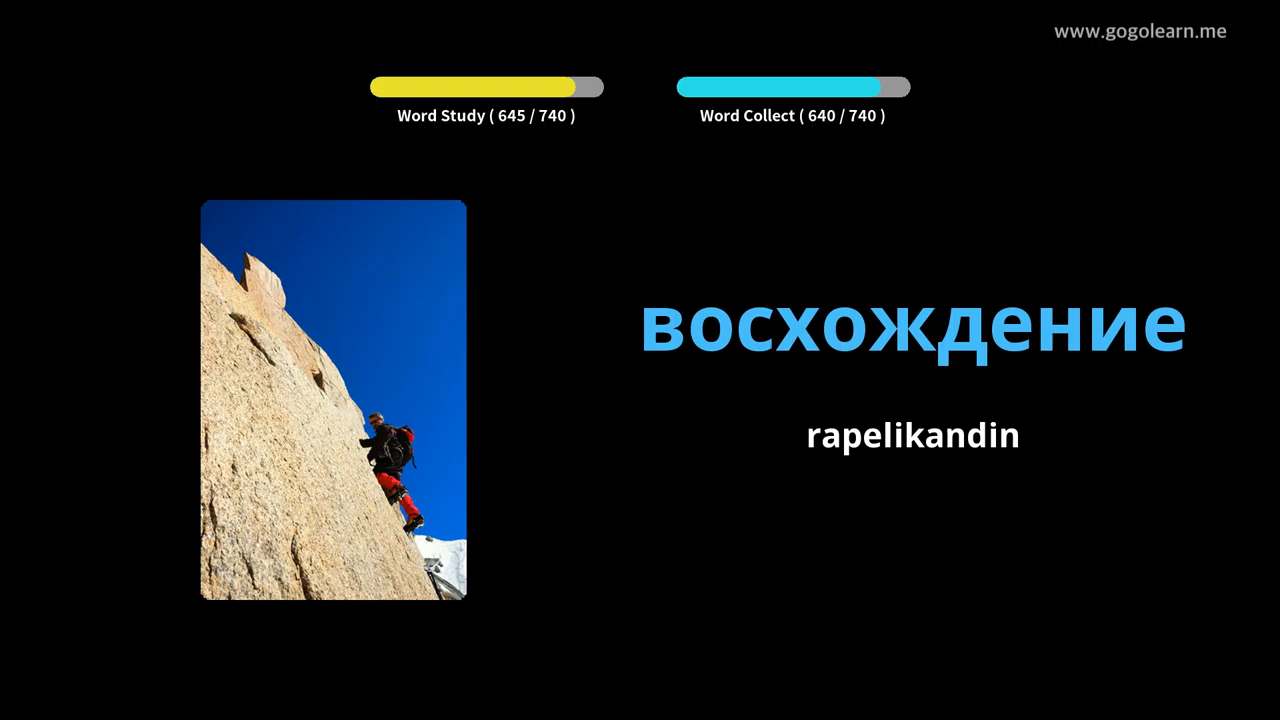 www.gogolearn.me
Word Study ( 645 / 740 )
Word Collect ( 640 / 740 )
восхождение
rapelikandin